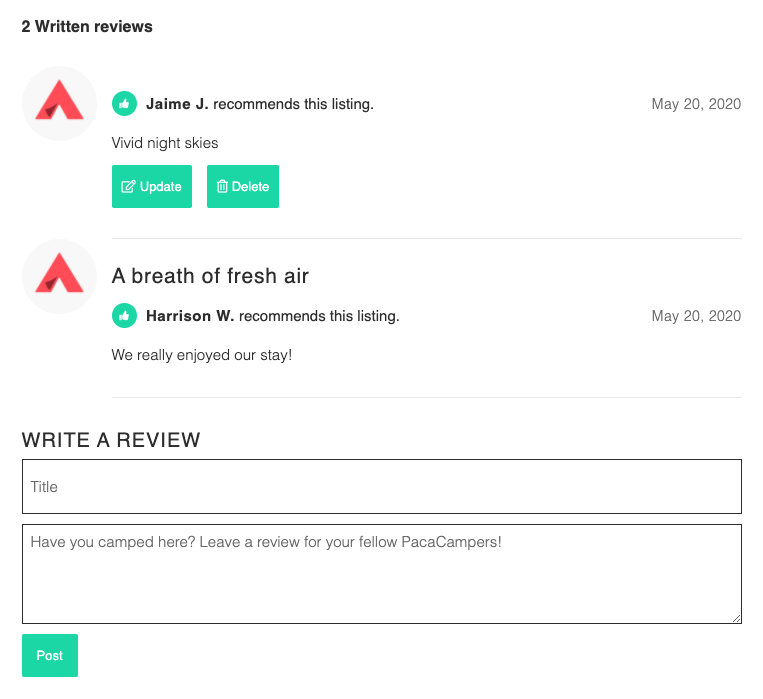 2 Written reviews
Jaime J. recommends this listing.
May 20, 2020
Vivid night skies
Update
Delete
A breath of fresh air
Harrison W. recommends this listing.
May 20, 2020
We really enjoyed our stay!
WRITE A REVIEW
Title
Have you camped here? Leave a review for your fellow PacaCampers!
Post